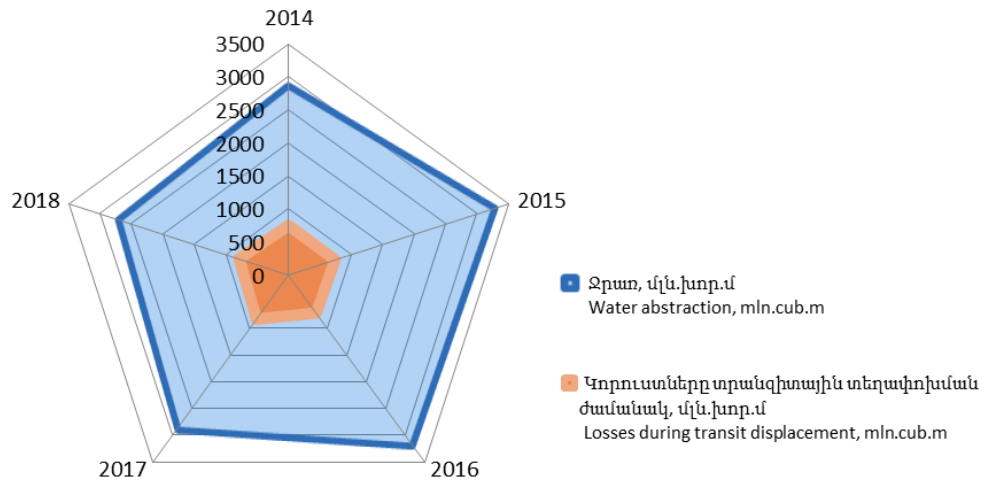 2014
3500
3000
2500
2000
1500
1000
500
0
2018
2015
2017
2016
Ջրառ, մլն.խոր.մ
Water abstraction, mln.cub.m
Կորուստները տրանզիտային տեղափոխման
ժամանակ, մլն.խոր.մ
Losses during transit displacement, mln.cub.m